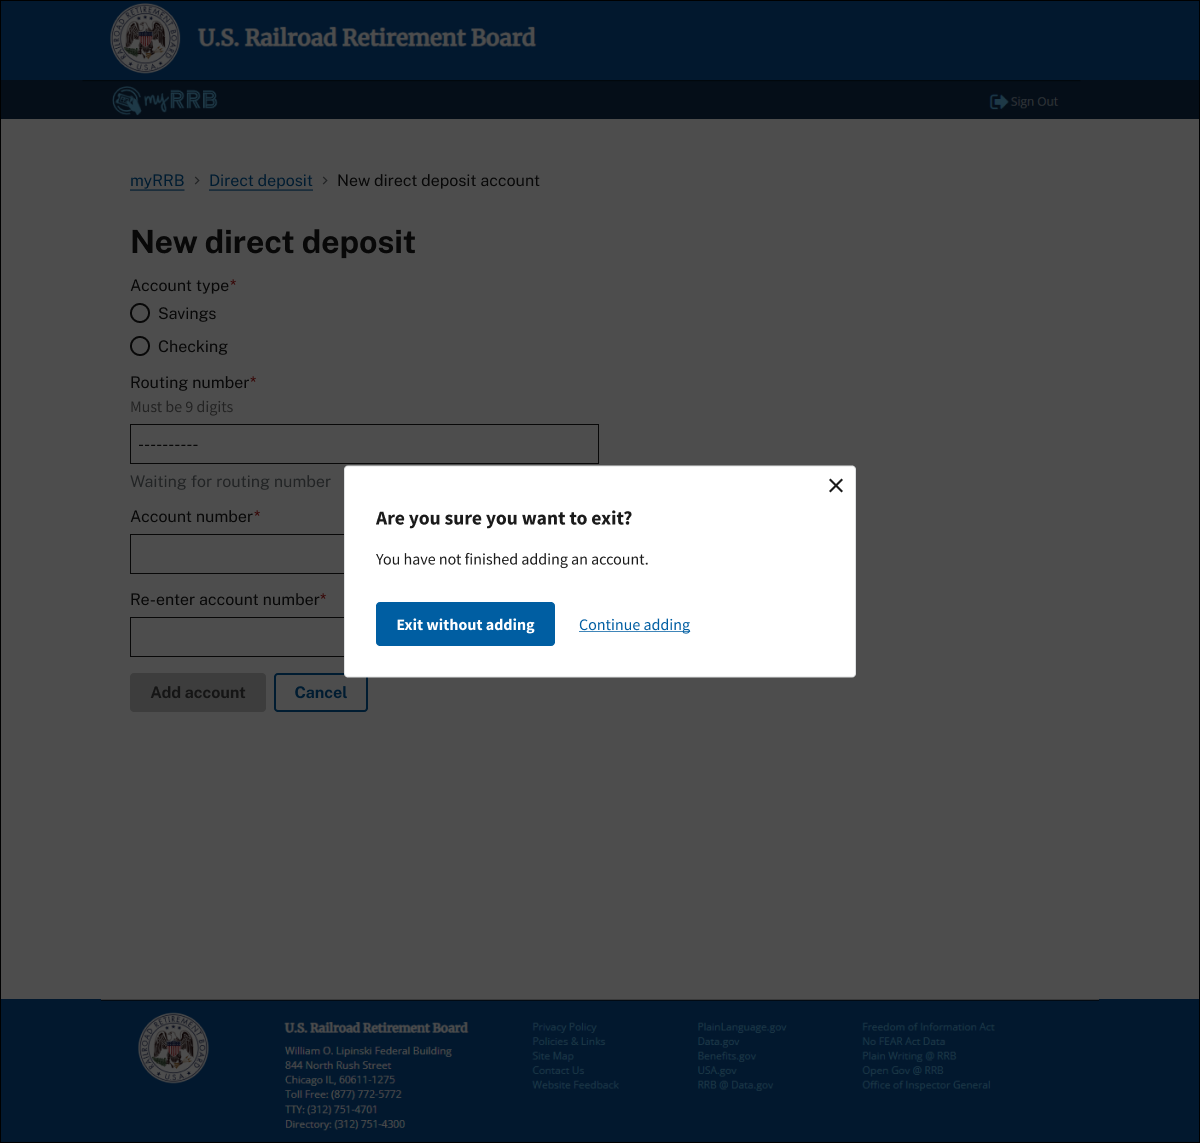 U.S. Railroad Retirement Board
myRRB
Sign Out
myRRB > Direct deposit > New direct deposit account
New direct deposit
Account type*
Savings
Checking
Routing number*
Must be 9 digits
----------
Waiting for routing number
Account number*
Re-enter account number*
Add account
Cancel
Are you sure you want to exit?
You have not finished adding an account.
Exit without adding
Continue adding
U.S. Railroad Retirement Board
William O. Lipinski Federal Building
844 North Rush Street
Chicago IL, 60611-1275
Toll Free: (877) 772-5772
TTY: (312) 751-4701
Directory: (312) 751-4300
Privacy Policy
Policies & Links
Site Map
Contact Us
Website Feedback
PlainLanguage.gov
Data.gov
Benefits.gov
USA.gov
RRB @ Data.gov
Freedom of Information Act
No FEAR Act Data
Plain Writing @ RRB
Open Gov @ RRB
Office of Inspector General